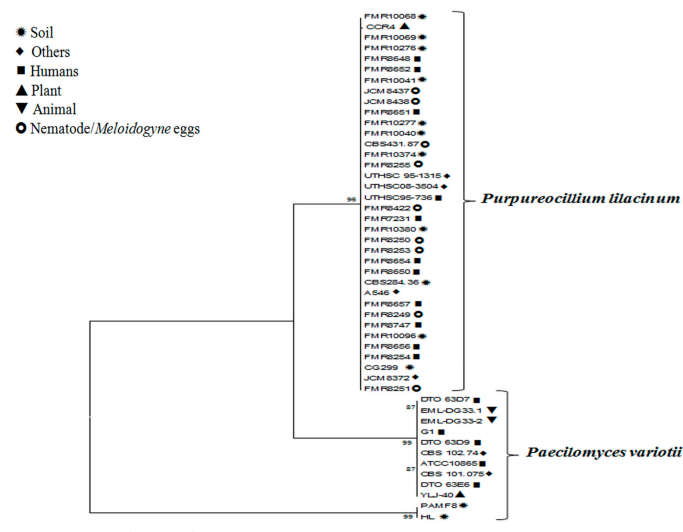 Soil
Others
Humans
Plant
Animal
Nematode/Meloidogyne eggs
FMR10068
CCR4
FMR10069
FMR10276
FMR8648
FMR8652
FMR10041
JCM8437
JCM8438
FMR8651
FMR10277
FMR10040
CBS431.87
FMR10374
FMR8255
UTHSC 95-1315
UTHSC08-3504
UTHSC95-736
96
FMR8422
FMR7231
FMR10380
FMR8250
FMR8253
FMR8654
FMR8650
CBS284.36
A546
FMR8657
FMR8249
FMR8747
FMR10096
FMR8656
FMR8254
CG299
JCM8372
FMR8251
Purpureocillium lilacinum
DTO 63D7
87
EML-DG33.1
EML-DG33-2
G1
99
DTO 63D9
CBS 102.74
87
ATCC10865
CBS 101.075
DTO 63E6
YLJ-40
Paecilomyces variotii
PAMF8
99
HL